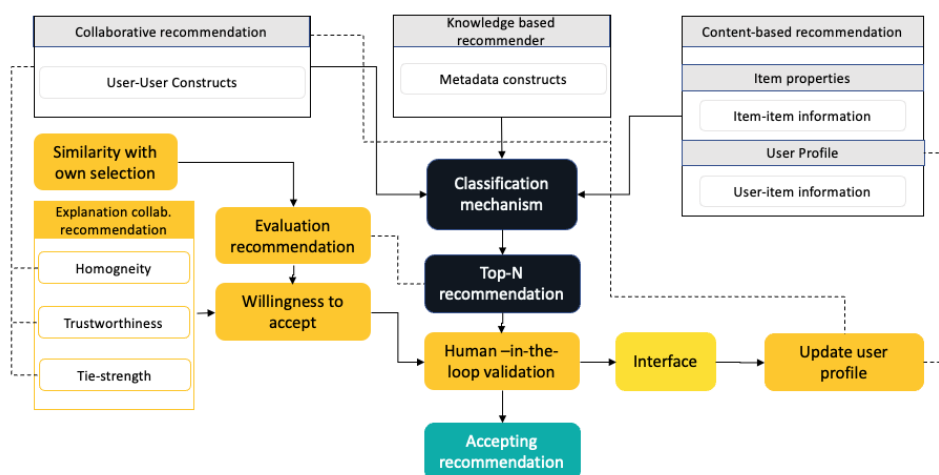 Collaborative recommendation
User-User Constructs
Knowledge based
recommender
Metadata constructs
Content-based recommendation
Item properties
Item-item information
User Profile
User-item information
Similarity with
own selection
Classification
mechanism
Explanation collab.
recommendation
Homogneity
Trustworthiness
Tie-strength
Evaluation
recommendation
Willingness to
accept
Top-N
recommendation
Human –in-the-
loop validation
Interface
Update user
profile
Accepting
recommendation